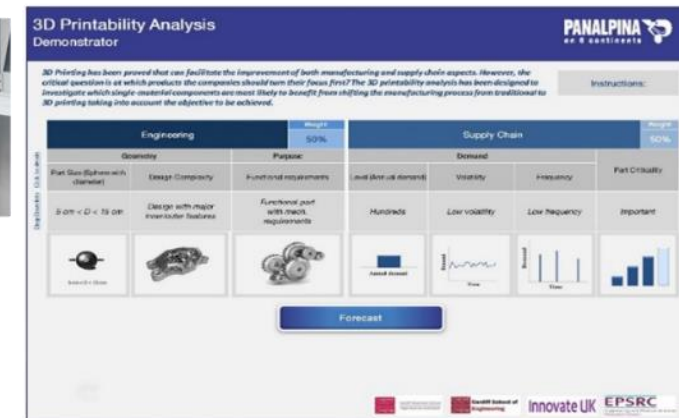 3D Printability Analysis
Demonstrator
PANALPINA
on 6 continents
3D Printing has been proved that can facilitate the improvement of both manufacturing and supply chain aspects. However, the
critical question is at which products the companies should turn their focus first? The 3D printability analysis has been designed to
investigate which single-material components are most likely to benefit from shifting the manufacturing process from traditional to
3D printing taking into account the objective to be achieved.
Instructions:
Engineering
Weight
50%
Supply Chain
Weight
50%
Geometry
Purpose
Demand
Part Criticality
Part Size (Sphere with
diameter)
Design Complexity
Functional requirements
Level (Annual demand)
Volatility
Frequency
5 cm < D < 15 cm
Design with major
inner/outer features
Functional part
with mech.
requirements
Hundreds
Low volatility
Low frequency
Important
Annual demand
Demand
Time
Demand
Time
Forecast
Cardiff School of
Engineering
Innovate UK
EPSRC